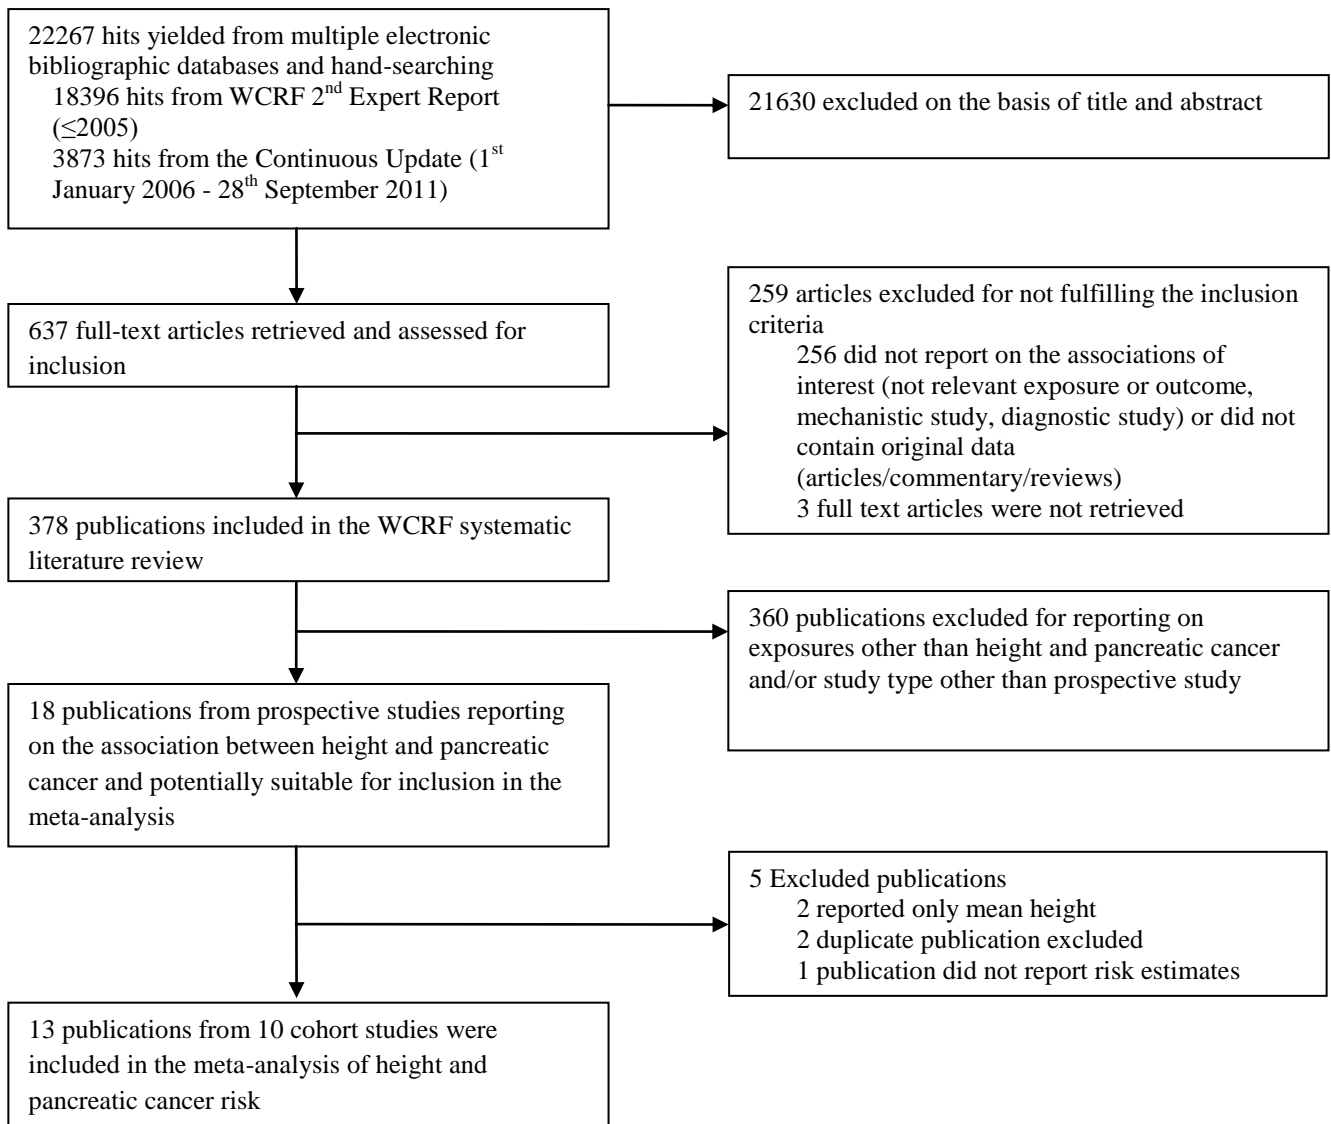 22267 hits yielded from multiple electronic
bibliographic databases and hand-searching
18396 hits from WCRF 2nd Expert Report
(≤2005)
3873 hits from the Continuous Update (1st
January 2006 - 28th September 2011)
21630 excluded on the basis of title and abstract
637 full-text articles retrieved and assessed for
inclusion
259 articles excluded for not fulfilling the inclusion
criteria
256 did not report on the associations of
interest (not relevant exposure or outcome,
mechanistic study, diagnostic study) or did not
contain original data
(articles/commentary/reviews)
3 full text articles were not retrieved
378 publications included in the WCRF systematic
literature review
360 publications excluded for reporting on
exposures other than height and pancreatic cancer
and/or study type other than prospective study
18 publications from prospective studies reporting
on the association between height and pancreatic
cancer and potentially suitable for inclusion in the
meta-analysis
5 Excluded publications
2 reported only mean height
2 duplicate publication excluded
1 publication did not report risk estimates
13 publications from 10 cohort studies were
included in the meta-analysis of height and
pancreatic cancer risk